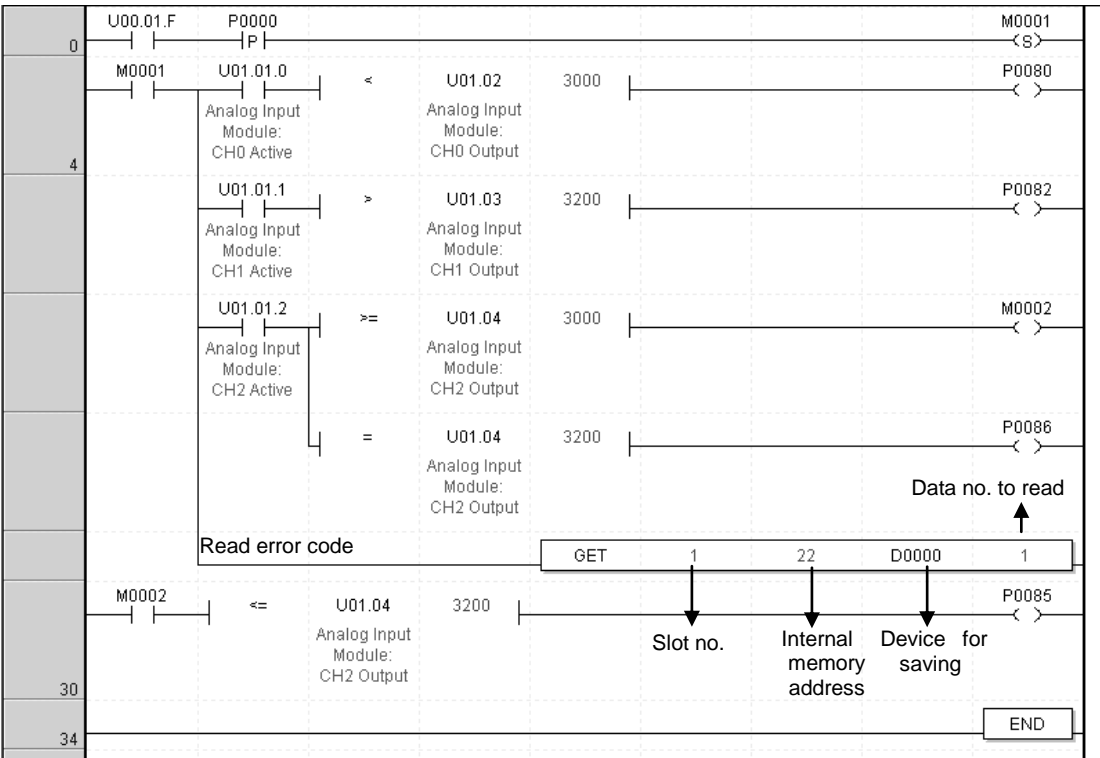 U00.01.F P0000 M0001
0 P S
M0001 U01.01.0 < U01.02 3000 P0080
Analog Input Analog Input
Module: Module:
CH0 Active CH0 Output
4
U01.01.1 > U01.03 3200 P0082
Analog Input Analog Input
Module: Module:
CH1 Active CH1 Output
U01.01.2 >= U01.04 3000 M0002
Analog Input Analog Input
Module: Module:
CH2 Active CH2 Output
= U01.04 3200 P0086
Analog Input
Module:
CH2 Output
Data no. to read
Read error code
GET 1 22 D0000 1
M0002 <= U01.04 3200 P0085
Analog Input
Module:
CH2 Output
Slot no.
Internal
memory
address
Device for
saving
30
END
34